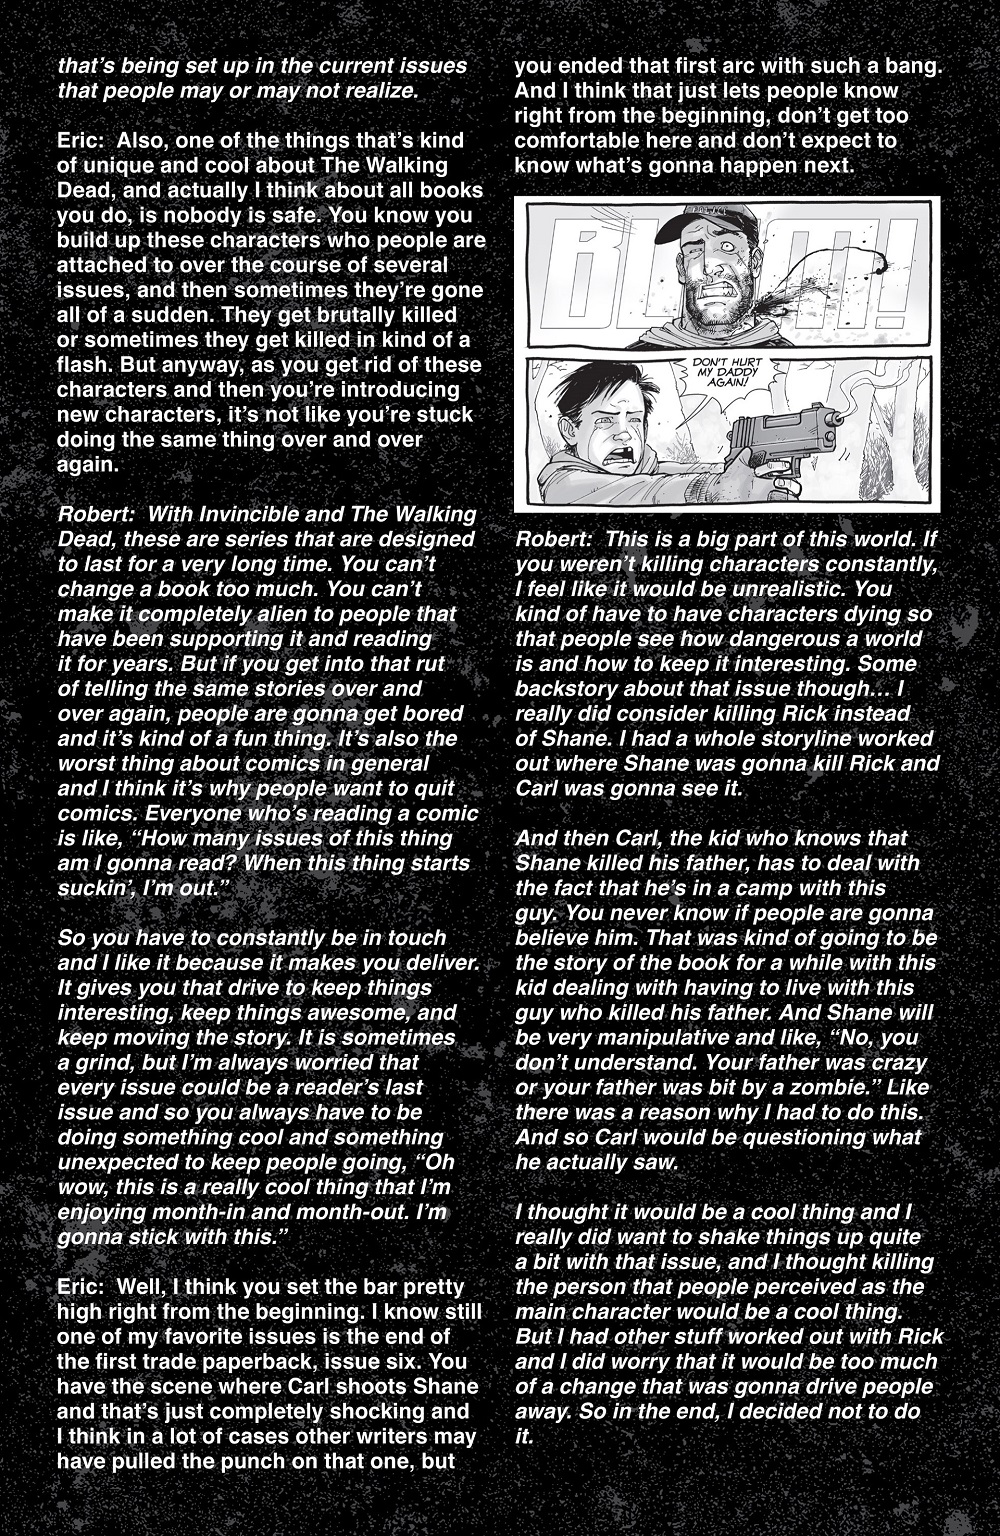 that's being set up in the current issues
that people may or may not realize.
Eric:  Also, one of the things that's kind
of unique and cool about The Walking
Dead, and actually I think about all books
you do, is nobody is safe. You know you
build up these characters who people are
attached to over the course of several
issues, and then sometimes they're gone
all of a sudden. They get brutally killed
or sometimes they get killed in kind of a
flash. But anyway, as you get rid of these
characters and then you're introducing
new characters, it's not like you're stuck
doing the same thing over and over
again.
Robert:  With Invincible and The Walking
Dead, these are series that are designed
to last for a very long time. You can't
change a book too much. You can't
make it completely alien to people that
have been supporting it and reading
it for years. But if you get into that rut
of telling the same stories over and
over again, people are gonna get bored
and it's kind of a fun thing. It's also the
worst thing about comics in general
and I think it's why people want to quit
comics. Everyone who's reading a comic
is like, “How many issues of this thing
am I gonna read? When this thing starts
suckin', I'm out.”
So you have to constantly be in touch
and I like it because it makes you deliver.
It gives you that drive to keep things
interesting, keep things awesome, and
keep moving the story. It is sometimes
a grind, but I'm always worried that
every issue could be a reader's last
issue and so you always have to be
doing something cool and something
unexpected to keep people going, “Oh
wow, this is a really cool thing that I'm
enjoying month-in and month-out. I'm
gonna stick with this.”
Eric:  Well, I think you set the bar pretty
high right from the beginning. I know still
one of my favorite issues is the end of
the first trade paperback, issue six. You
have the scene where Carl shoots Shane
and that's just completely shocking and
I think in a lot of cases other writers may
have pulled the punch on that one, but
you ended that first arc with such a bang.
And I think that just lets people know
right from the beginning, don't get too
comfortable here and don't expect to
know what's gonna happen next.
DON'T HURT
MY DADDY
AGAIN!
Robert:  This is a big part of this world. If
you weren't killing characters constantly,
I feel like it would be unrealistic. You
kind of have to have characters dying so
that people see how dangerous a world
is and how to keep it interesting. Some
backstory about that issue though… I
really did consider killing Rick instead
of Shane. I had a whole storyline worked
out where Shane was gonna kill Rick and
Carl was gonna see it.
And then Carl, the kid who knows that
Shane killed his father, has to deal with
the fact that he's in a camp with this
guy. You never know if people are gonna
believe him. That was kind of going to be
the story of the book for a while with this
kid dealing with having to live with this
guy who killed his father. And Shane will
be very manipulative and like, “No, you
don't understand. Your father was crazy
or your father was bit by a zombie.” Like
there was a reason why I had to do this.
And so Carl would be questioning what
he actually saw.
I thought it would be a cool thing and I
really did want to shake things up quite
a bit with that issue, and I thought killing
the person that people perceived as the
main character would be a cool thing.
But I had other stuff worked out with Rick
and I did worry that it would be too much
of a change that was gonna drive people
away. So in the end, I decided not to do
it.